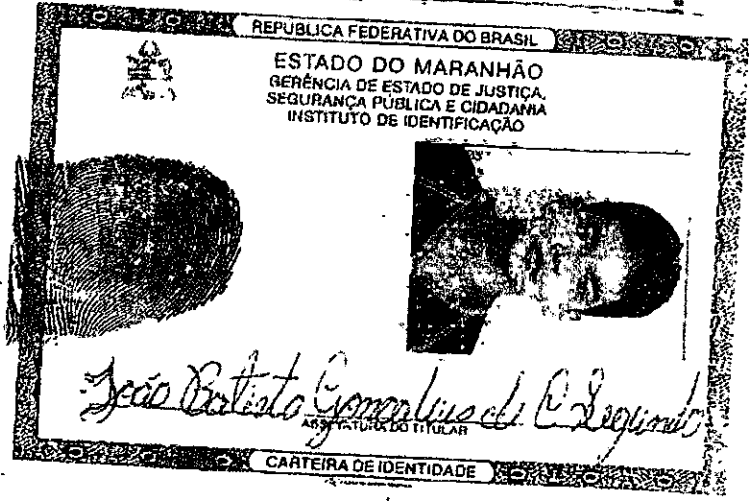 REPÚBLICA FEDERATIVA DO BRASIL
ESTADO DO MARANHÃO
GERÊNCIA DE ESTADO DE JUSTIÇA,
SEGURANÇA PÚBLICA E CIDADANIA
INSTITUTO DE IDENTIFICAÇÃO
João Batista Gonçalves de C. Segundo
ASSINATURA DO TITULAR
CARTEIRA DE IDENTIDADE